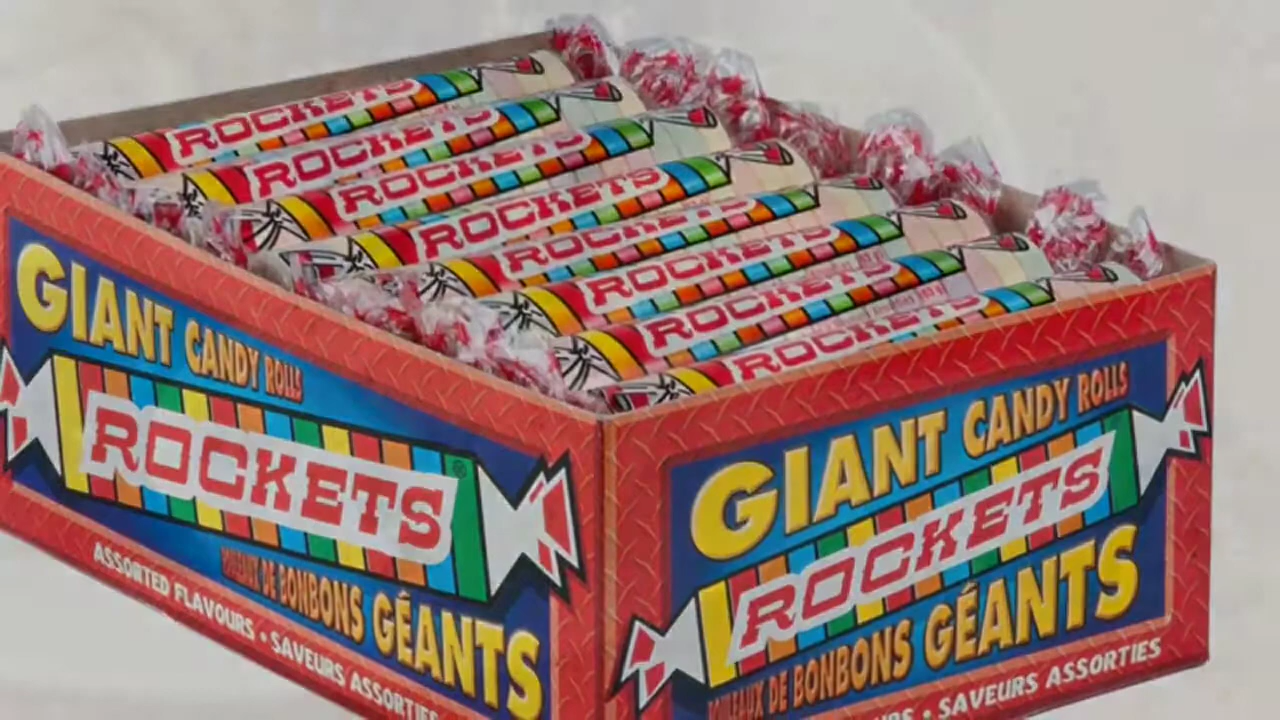 ROCKETS
ROCKETS
ROCKETS
ROCKETS
ROCKETS
ROCKETS
ROCKETS
ROCKETS
GIANT CANDY ROLLS
ROCKETS®
ROULEAUX DE BONBONS GÉANTS
ASSORTED FLAVOURS • SAVEURS ASSORTIES
GIANT CANDY ROLLS
ROCKETS
ROULEAUX DE BONBONS GÉANTS
• SAVEURS ASSORTIES